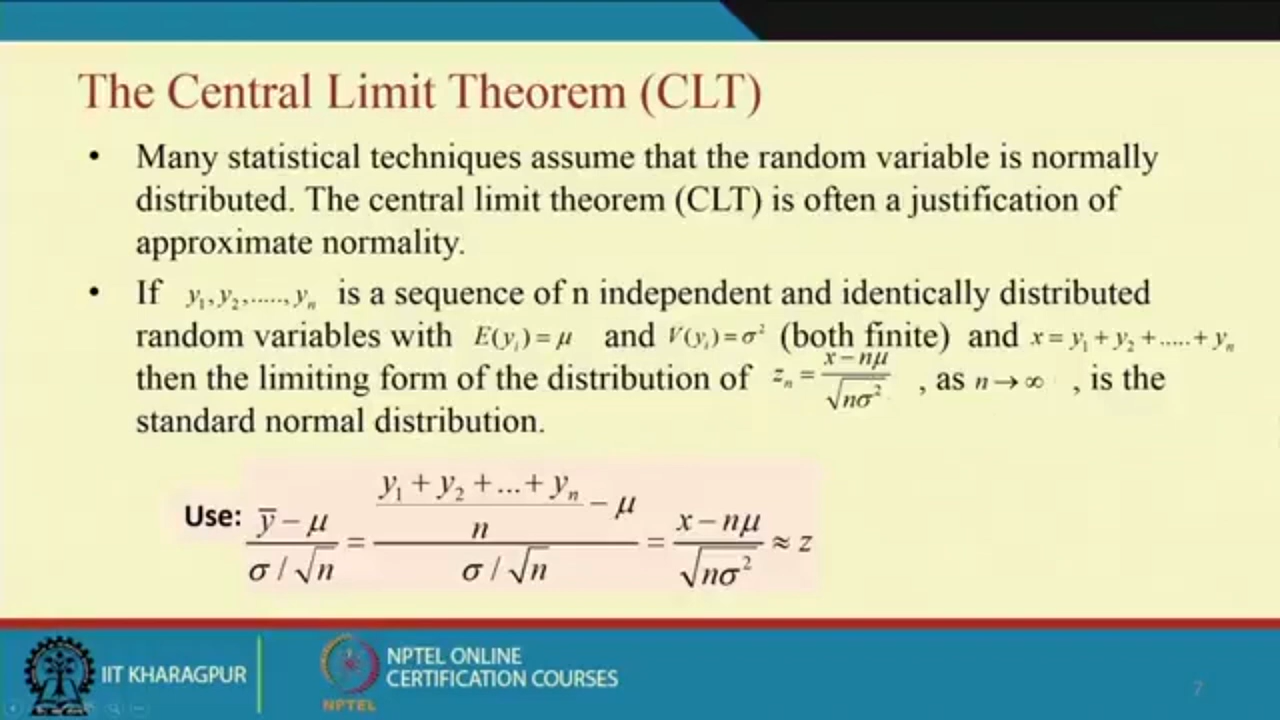 The Central Limit Theorem (CLT)
• Many statistical techniques assume that the random variable is normally
distributed. The central limit theorem (CLT) is often a justification of
approximate normality.
• If y₁, y₂, ....., yₙ is a sequence of n independent and identically distributed
random variables with E(yᵢ) = μ and V(yᵢ) = σ² (both finite) and x = y₁ + y₂ + ..... + yₙ
then the limiting form of the distribution of zₙ = (x − nμ) / √(nσ²) , as n → ∞ , is the
standard normal distribution.
Use: (ȳ − μ) / (σ / √n) = ((y₁ + y₂ + ... + yₙ) / n − μ) / (σ / √n) = (x − nμ) / √(nσ²) ≈ z
IIT KHARAGPUR
NPTEL
NPTEL ONLINE
CERTIFICATION COURSES
7